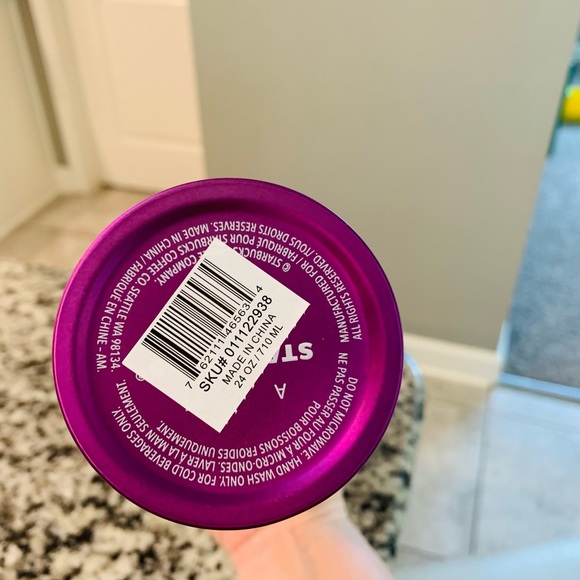 © STARBUCKS
COFFEE COMPANY.
MANUFACTURED FOR / FABRIQUÉ POUR STARBUCKS COFFEE CO. SEATTLE WA 98134.
ALL RIGHTS RESERVED./TOUS DROITS RÉSERVÉS. MADE IN CHINA / FABRIQUÉ EN CHINE – AM.
4
SKU# 011122938
MADE IN CHINA
24 OZ / 710 ML
STA
A
DO NOT MICROWAVE. HAND WASH ONLY. FOR COLD BEVERAGES ONLY.
NE PAS PASSER AU FOUR À MICRO-ONDES. LAVER À LA MAIN SEULEMENT.
POUR BOISSONS FROIDES UNIQUEMENT.